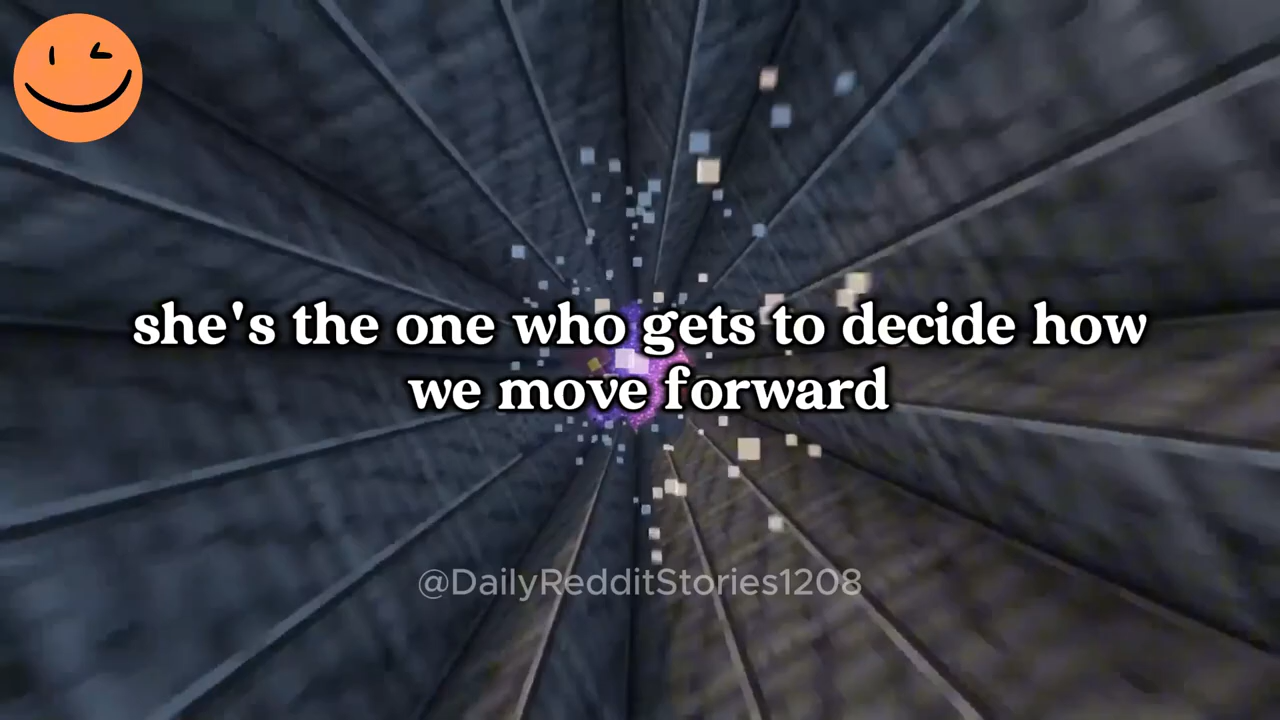 she's the one who gets to decide how
we move forward
@DailyRedditStories1208